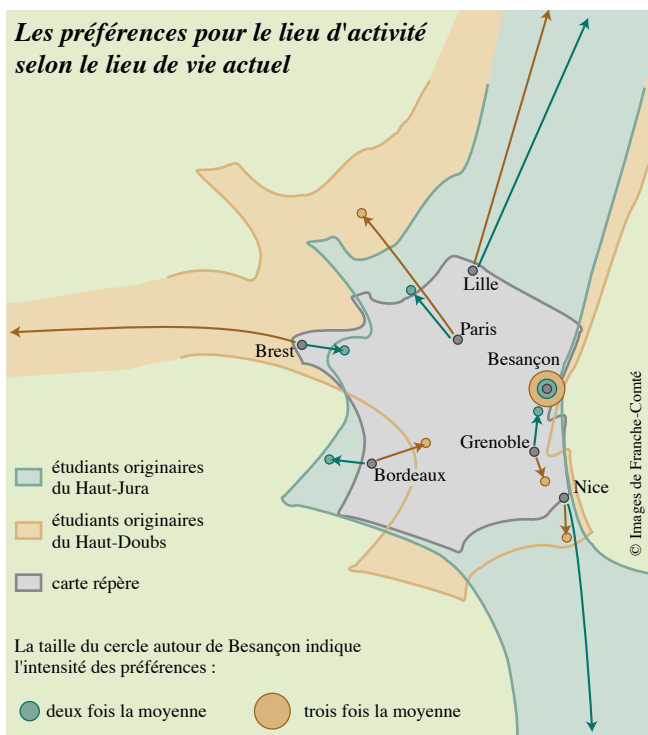 Les préférences pour le lieu d'activité
selon le lieu de vie actuel
Lille
Paris
Brest
Besançon
Grenoble
Bordeaux
Nice
étudiants originaires
du Haut-Jura
étudiants originaires
du Haut-Doubs
carte répère
La taille du cercle autour de Besançon indique
l'intensité des préférences :
deux fois la moyenne
trois fois la moyenne
© Images de Franche-Comté